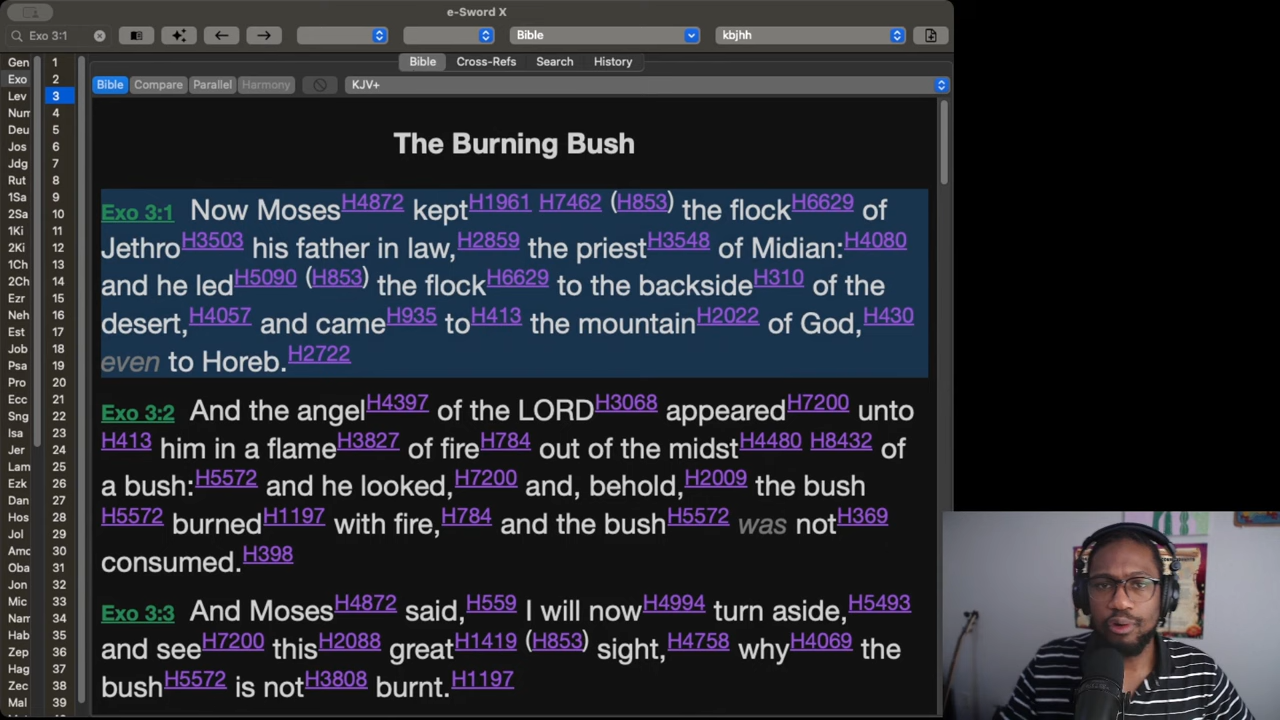 e-Sword X
Exo 3:1
Bible
kbjhh
Bible Cross-Refs Search History
Bible Compare Parallel Harmony KJV+
Gen 1
Exo 2
Lev 3
Num 4
Deu 5
Jos 6
Jdg 7
Rut 8
1Sa 9
2Sa 10
1Ki 11
2Ki 12
1Ch 13
2Ch 14
Ezr 15
Neh 16
Est 17
Job 18
Psa 19
Pro 20
Ecc 21
Sng 22
Isa 23
Jer 24
Lam 25
Ezk 26
Dan 27
Hos 28
Jol 29
Amo 30
Oba 31
Jon 32
Mic 33
Nam 34
Hab 35
Zep 36
Hag 37
Zec 38
Mal 39
The Burning Bush
Exo 3:1 Now MosesH4872 keptH1961 H7462 (H853) the flockH6629 of
JethroH3503 his father in law,H2859 the priestH3548 of Midian:H4080
and he ledH5090 (H853) the flockH6629 to the backsideH310 of the
desert,H4057 and cameH935 toH413 the mountainH2022 of God,H430
even to Horeb.H2722
Exo 3:2 And the angelH4397 of the LORDH3068 appearedH7200 unto
H413 him in a flameH3827 of fireH784 out of the midstH4480 H8432 of
a bush:H5572 and he looked,H7200 and, behold,H2009 the bush
H5572 burnedH1197 with fire,H784 and the bushH5572 was notH369
consumed.H398
Exo 3:3 And MosesH4872 said,H559 I will nowH4994 turn aside,H5493
and seeH7200 thisH2088 greatH1419 (H853) sight,H4758 whyH4069 the
bushH5572 is notH3808 burnt.H1197